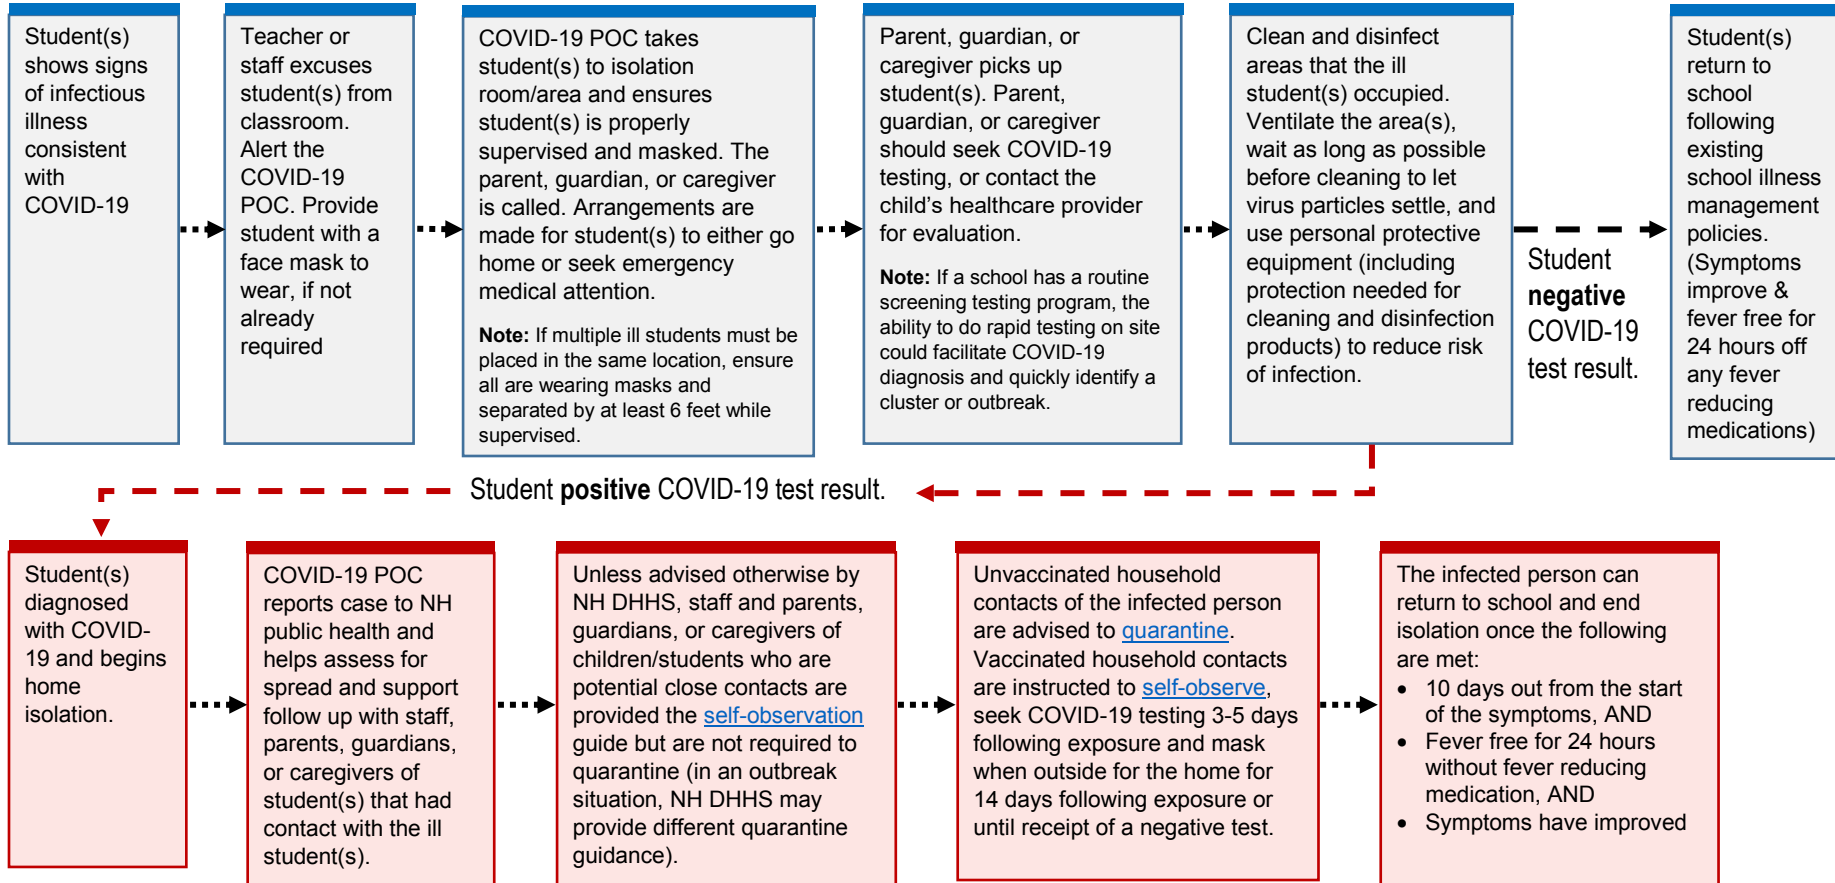 Student(s)
shows signs
of infectious
illness
consistent
with
COVID-19
Teacher or
staff excuses
student(s) from
classroom.
Alert the
COVID-19
POC. Provide
student with a
face mask to
wear, if not
already
required
COVID-19 POC takes
student(s) to isolation
room/area and ensures
student(s) is properly
supervised and masked. The
parent, guardian, or caregiver
is called. Arrangements are
made for student(s) to either go
home or seek emergency
medical attention.
Note: If multiple ill students must be
placed in the same location, ensure
all are wearing masks and
separated by at least 6 feet while
supervised.
Parent, guardian, or
caregiver picks up
student(s). Parent,
guardian, or caregiver
should seek COVID-19
testing, or contact the
child's healthcare provider
for evaluation.
Note: If a school has a routine
screening testing program, the
ability to do rapid testing on site
could facilitate COVID-19
diagnosis and quickly identify a
cluster or outbreak.
Clean and disinfect
areas that the ill
student(s) occupied.
Ventilate the area(s),
wait as long as possible
before cleaning to let
virus particles settle, and
use personal protective
equipment (including
protection needed for
cleaning and disinfection
products) to reduce risk
of infection.
Student
negative
COVID-19
test result.
Student(s)
return to
school
following
existing
school illness
management
policies.
(Symptoms
improve &
fever free for
24 hours off
any fever
reducing
medications)
Student positive COVID-19 test result.
Student(s)
diagnosed
with COVID-
19 and begins
home
isolation.
COVID-19 POC
reports case to NH
public health and
helps assess for
spread and support
follow up with staff,
parents, guardians,
or caregivers of
student(s) that had
contact with the ill
student(s).
Unless advised otherwise by
NH DHHS, staff and parents,
guardians, or caregivers of
children/students who are
potential close contacts are
provided the self-observation
guide but are not required to
quarantine (in an outbreak
situation, NH DHHS may
provide different quarantine
guidance).
Unvaccinated household
contacts of the infected person
are advised to quarantine.
Vaccinated household contacts
are instructed to self-observe,
seek COVID-19 testing 3-5 days
following exposure and mask
when outside for the home for
14 days following exposure or
until receipt of a negative test.
The infected person can
return to school and end
isolation once the following
are met:
• 10 days out from the start
of the symptoms, AND
• Fever free for 24 hours
without fever reducing
medication, AND
• Symptoms have improved